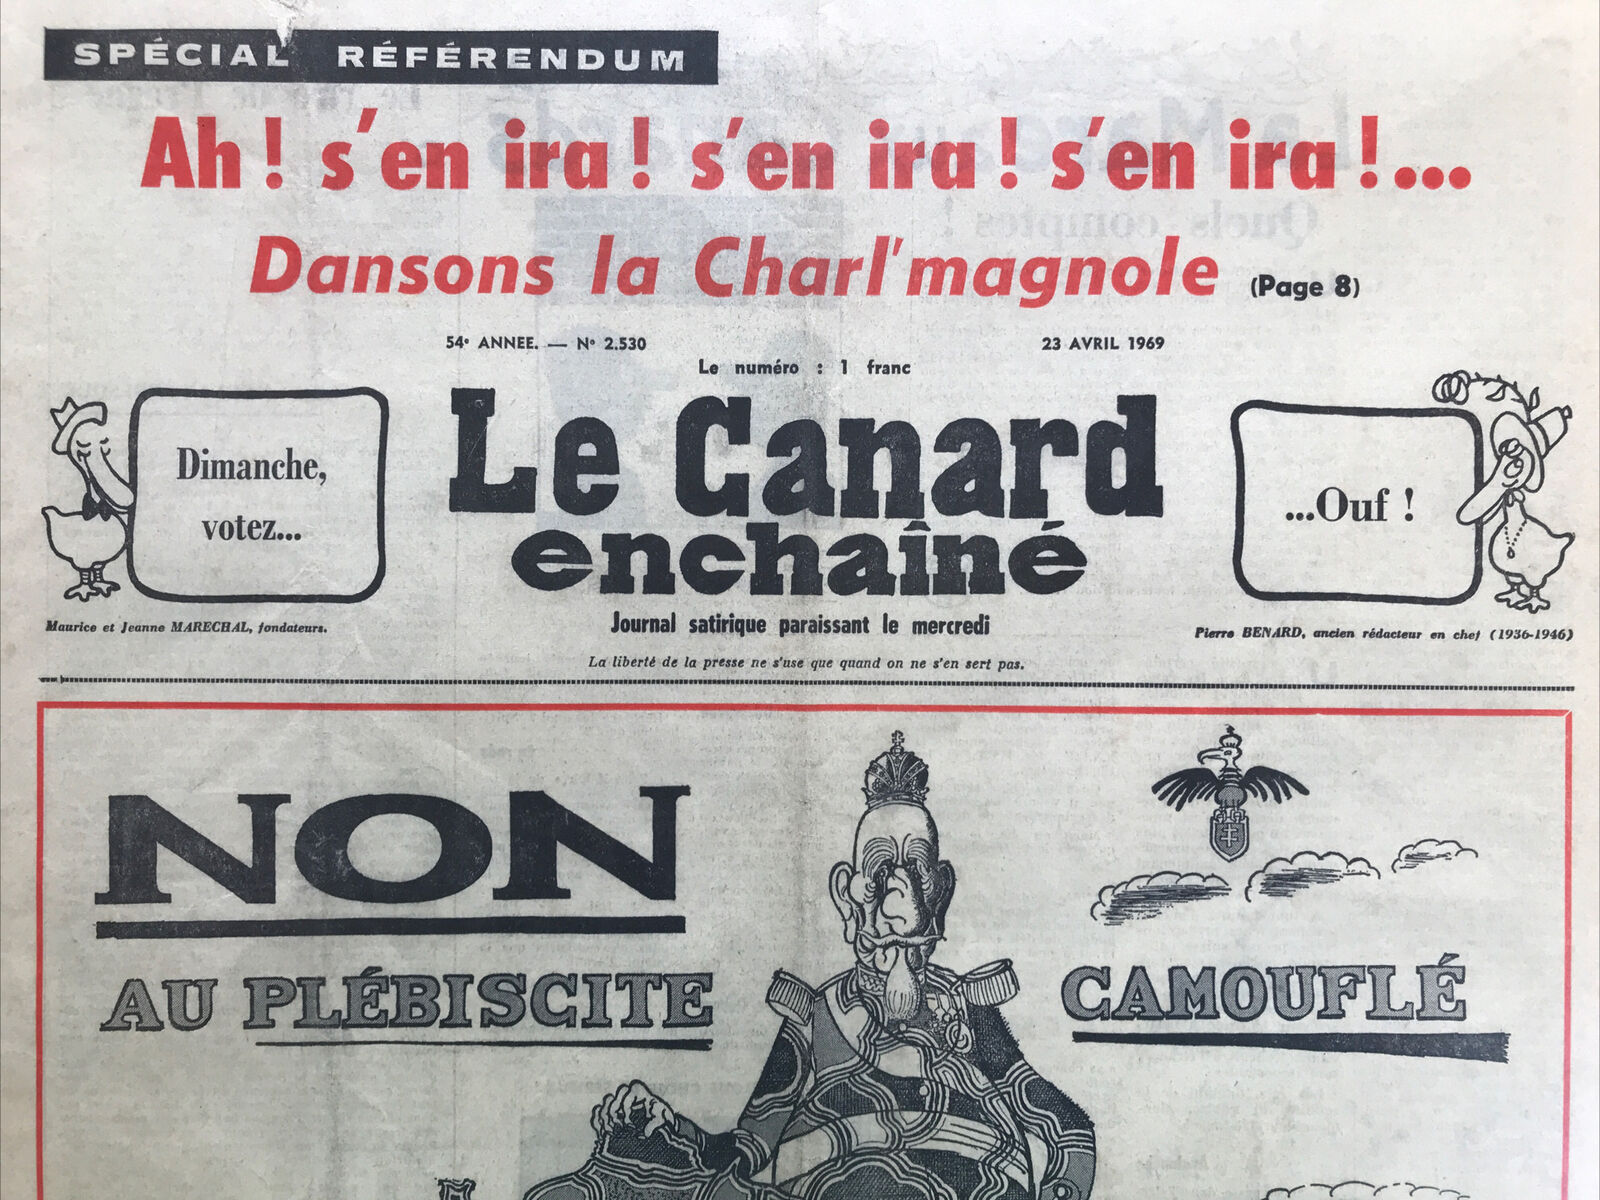 SPÉCIAL RÉFÉRENDUM
Ah ! s'en ira ! s'en ira ! s'en ira !...
Dansons la Charl'magnole (Page 8)
54e ANNEE. — No 2.530
23 AVRIL 1969
Le numéro : 1 franc
Dimanche,
votez...
Le Canard
enchaîné
...Ouf !
Maurice et Jeanne MARECHAL, fondateurs.
Journal satirique paraissant le mercredi
Pierre BENARD, ancien rédacteur en chef (1936-1946)
La liberté de la presse ne s'use que quand on ne s'en sert pas.
NON
AU PLÉBISCITE
CAMOUFLÉ